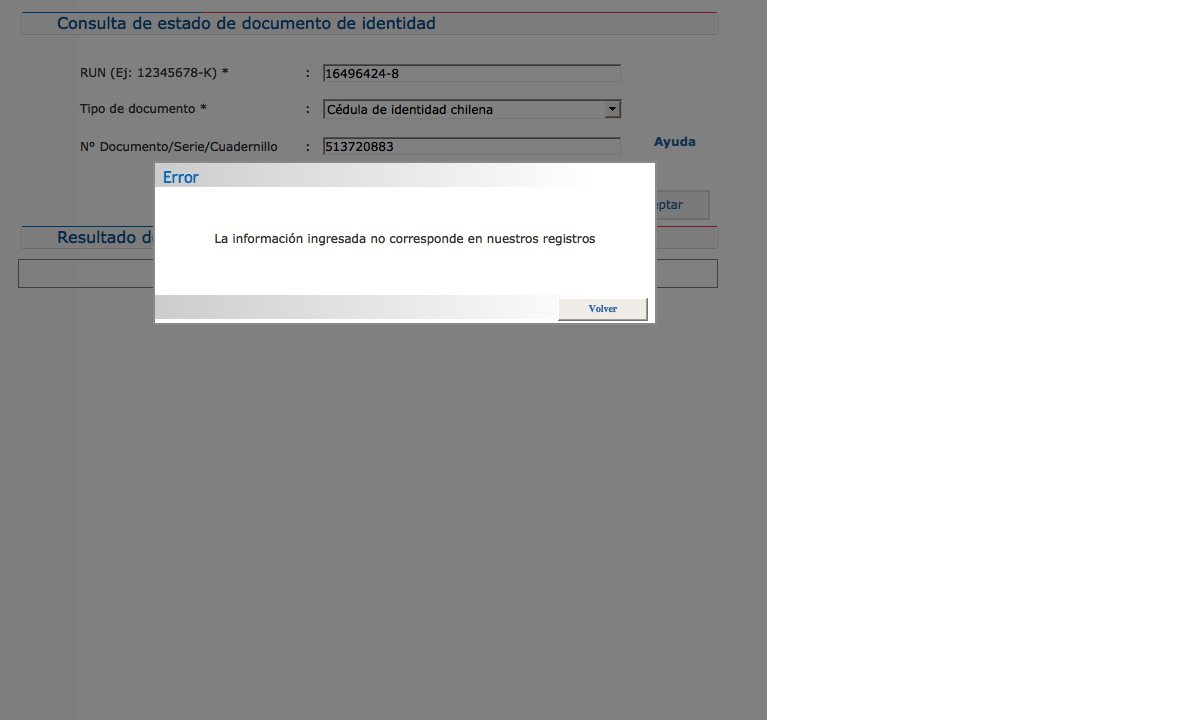 Consulta de estado de documento de identidad
RUN (Ej: 12345678-K) * : 16496424-8
Tipo de documento * : Cédula de identidad chilena
Nº Documento/Serie/Cuadernillo : 513720883 Ayuda
Error
eptar
Resultado d
La información ingresada no corresponde en nuestros registros
Volver